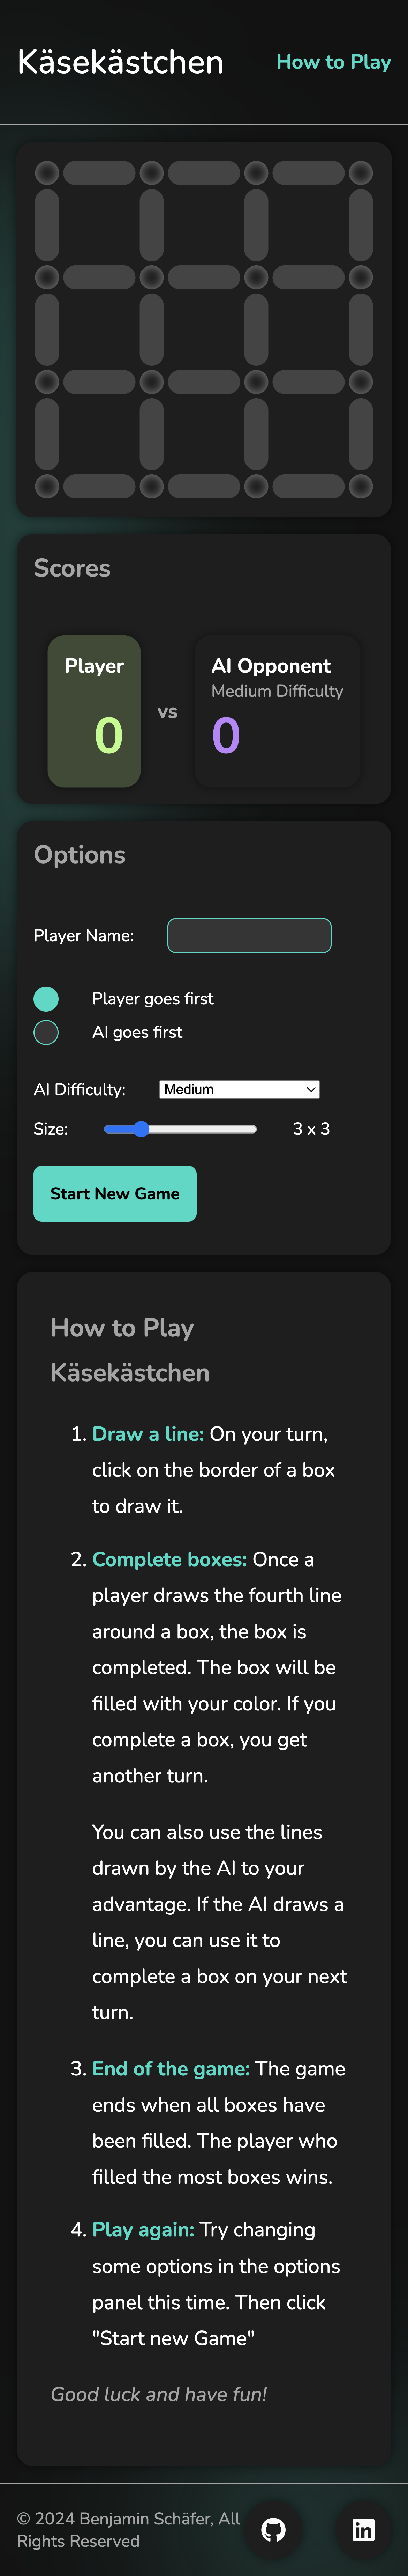 Käsekästchen
How to Play
Scores
Player
0
vs
AI Opponent
Medium Difficulty
0
Options
Player Name:
Player goes first
AI goes first
AI Difficulty:
Medium
Size:
3 x 3
Start New Game
How to Play
Käsekästchen
1. Draw a line: On your turn,
click on the border of a box
to draw it.
2. Complete boxes: Once a
player draws the fourth line
around a box, the box is
completed. The box will be
filled with your color. If you
complete a box, you get
another turn.
You can also use the lines
drawn by the AI to your
advantage. If the AI draws a
line, you can use it to
complete a box on your next
turn.
3. End of the game: The game
ends when all boxes have
been filled. The player who
filled the most boxes wins.
4. Play again: Try changing
some options in the options
panel this time. Then click
"Start new Game"
Good luck and have fun!
© 2024 Benjamin Schäfer, All
Rights Reserved